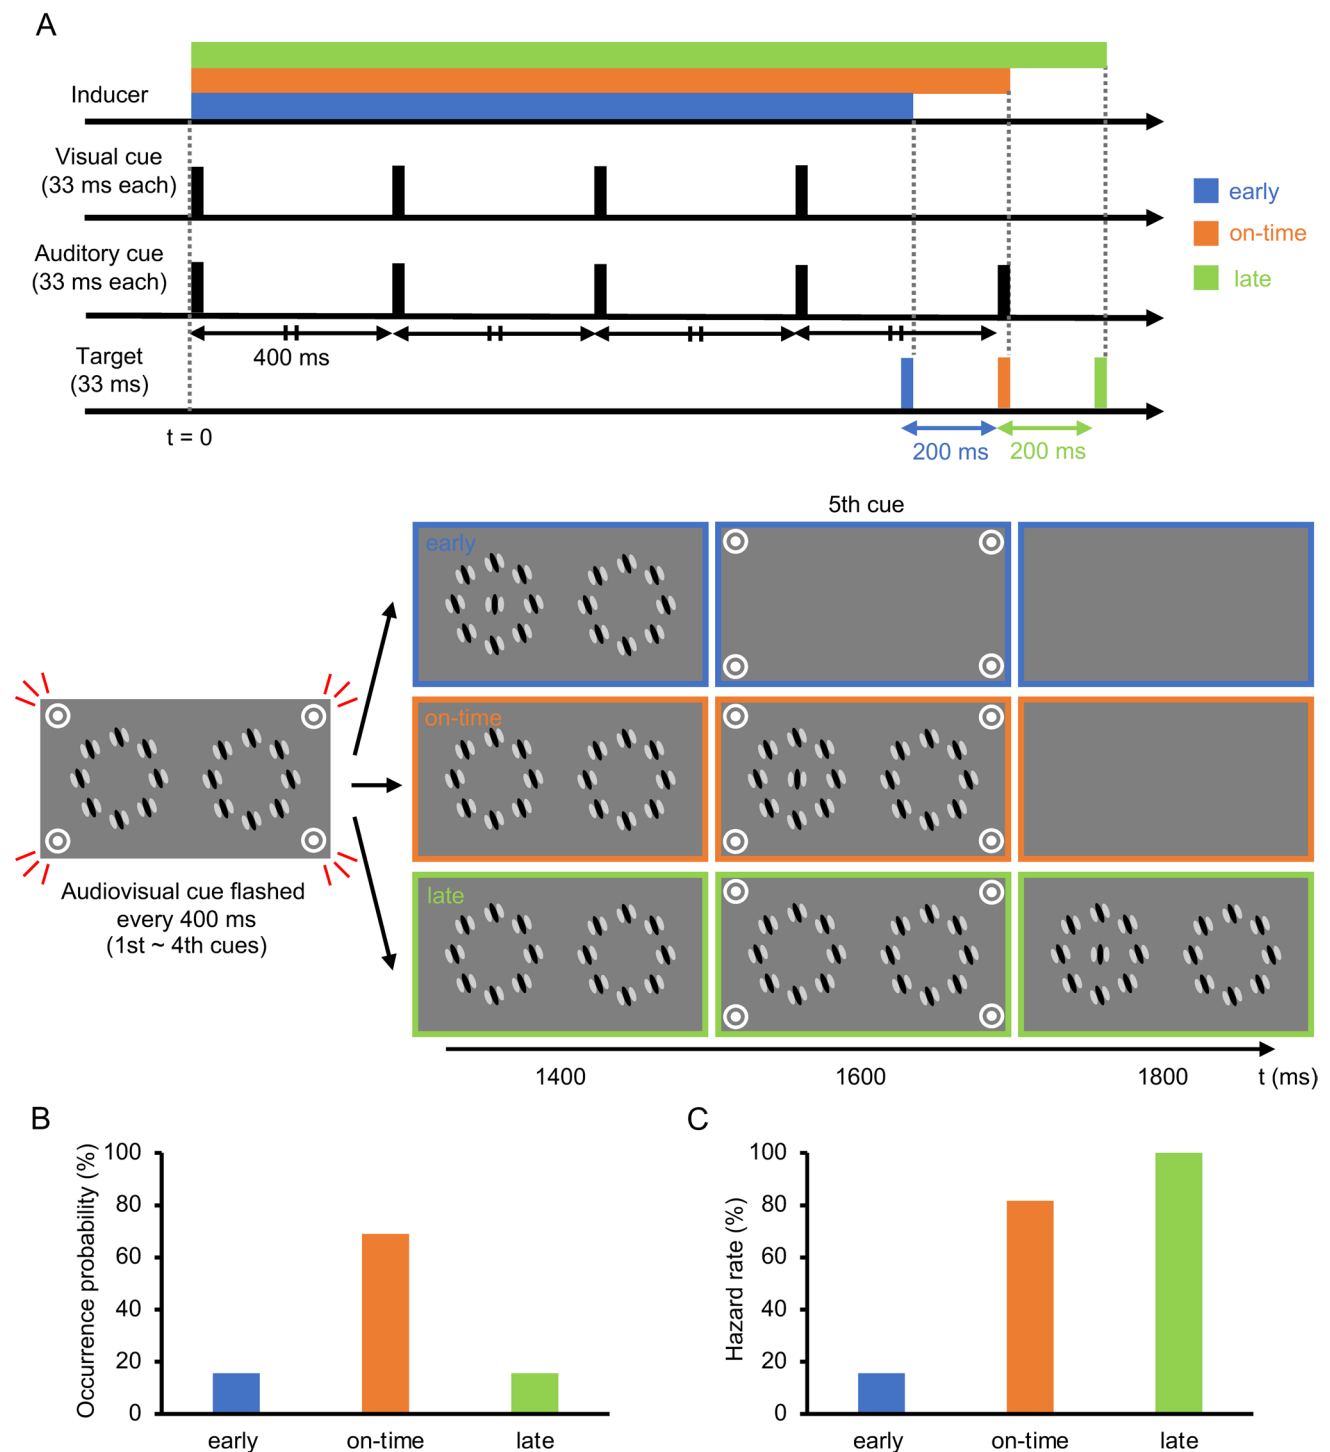 A
Inducer
Visual cue
(33 ms each)
Auditory cue
(33 ms each)
400 ms
Target
(33 ms)
t = 0
200 ms
200 ms
early
on-time
late
5th cue
early
on-time
late
Audiovisual cue flashed
every 400 ms
(1st ~ 4th cues)
1400
1600
1800
t (ms)
B
Occurrence probability (%)
100
80
60
40
20
0
early
on-time
late
C
Hazard rate (%)
100
80
60
40
20
0
early
on-time
late